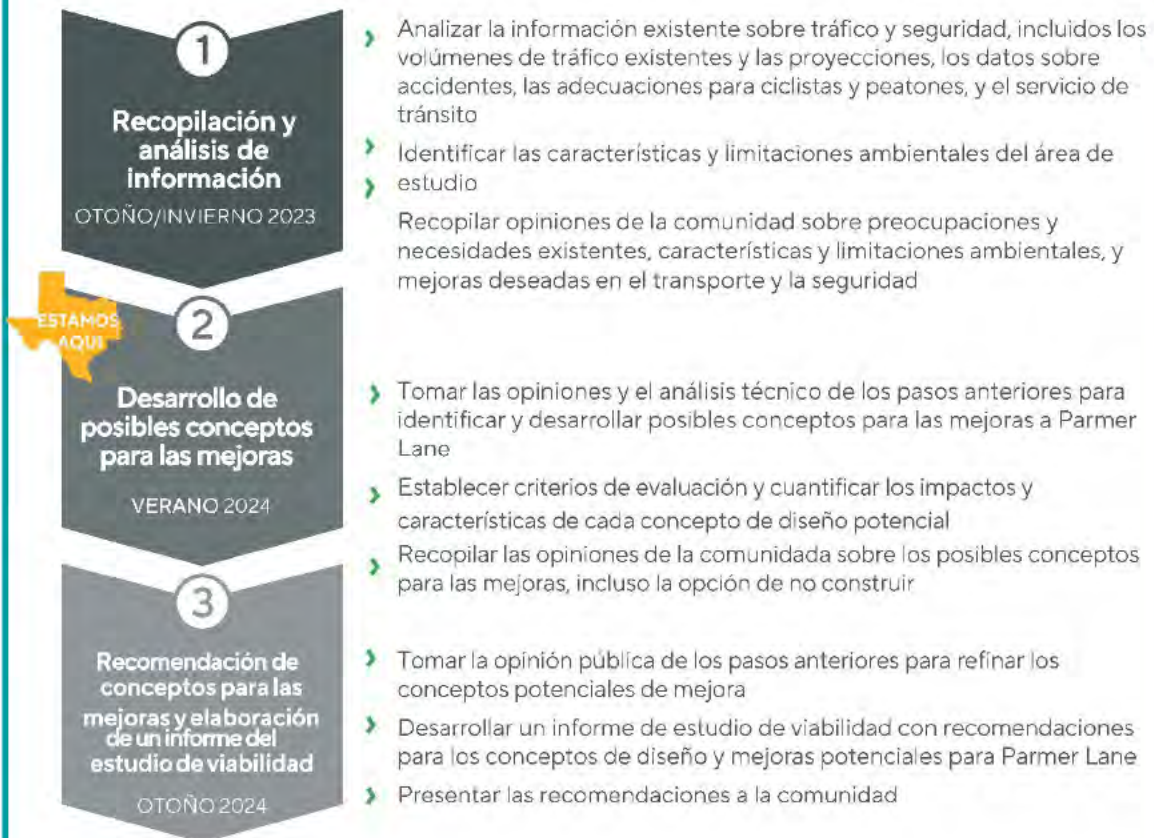 1
Recopilación y
análisis de
información
OTOÑO/INVIERNO 2023
Analizar la información existente sobre tráfico y seguridad, incluidos los
volúmenes de tráfico existentes y las proyecciones, los datos sobre
accidentes, las adecuaciones para ciclistas y peatones, y el servicio de
tránsito
Identificar las características y limitaciones ambientales del área de
estudio
Recopilar opiniones de la comunidad sobre preocupaciones y
necesidades existentes, características y limitaciones ambientales, y
mejoras deseadas en el transporte y la seguridad
ESTAMOS
AQUÍ
2
Desarrollo de
posibles conceptos
para las mejoras
VERANO 2024
Tomar las opiniones y el análisis técnico de los pasos anteriores para
identificar y desarrollar posibles conceptos para las mejoras a Parmer
Lane
Establecer criterios de evaluación y cuantificar los impactos y
características de cada concepto de diseño potencial
Recopilar las opiniones de la comunidada sobre los posibles conceptos
para las mejoras, incluso la opción de no construir
3
Recomendación de
conceptos para las
mejoras y elaboración
de un informe del
estudio de viabilidad
OTOÑO 2024
Tomar la opinión pública de los pasos anteriores para refinar los
conceptos potenciales de mejora
Desarrollar un informe de estudio de viabilidad con recomendaciones
para los conceptos de diseño y mejoras potenciales para Parmer Lane
Presentar las recomendaciones a la comunidad